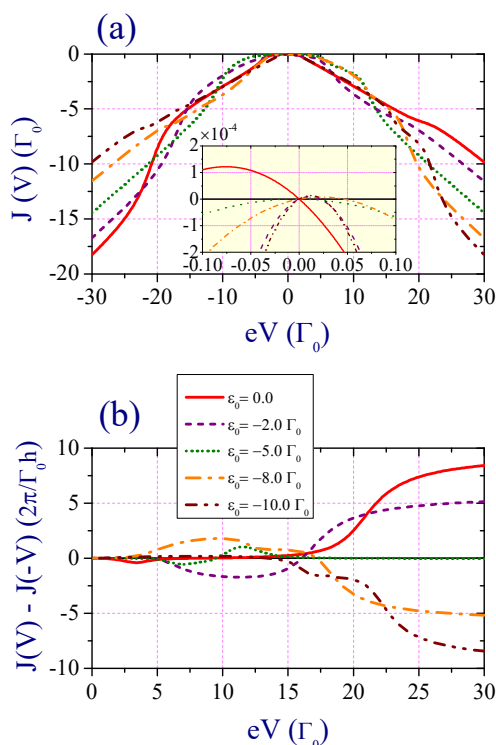 (a)
J (V) (Γ₀)
0
-5
-10
-15
-20
2×10⁻⁴
1
0
-1
-2
-0.10 -0.05 0.00 0.05 0.10
-30 -20 -10 0 10 20 30
eV (Γ₀)
(b)
ε₀= 0.0
ε₀= −2.0 Γ₀
ε₀= −5.0 Γ₀
ε₀= −8.0 Γ₀
ε₀= −10.0 Γ₀
J(V) - J(-V) (2π/Γ₀h)
10
5
0
-5
-10
0 5 10 15 20 25 30
eV (Γ₀)